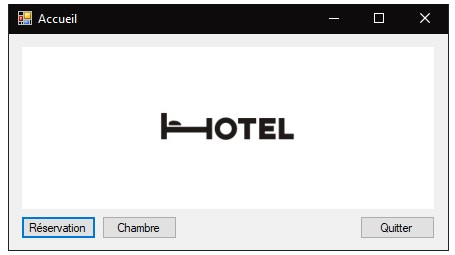 Accueil
HOTEL
Réservation
Chambre
Quitter